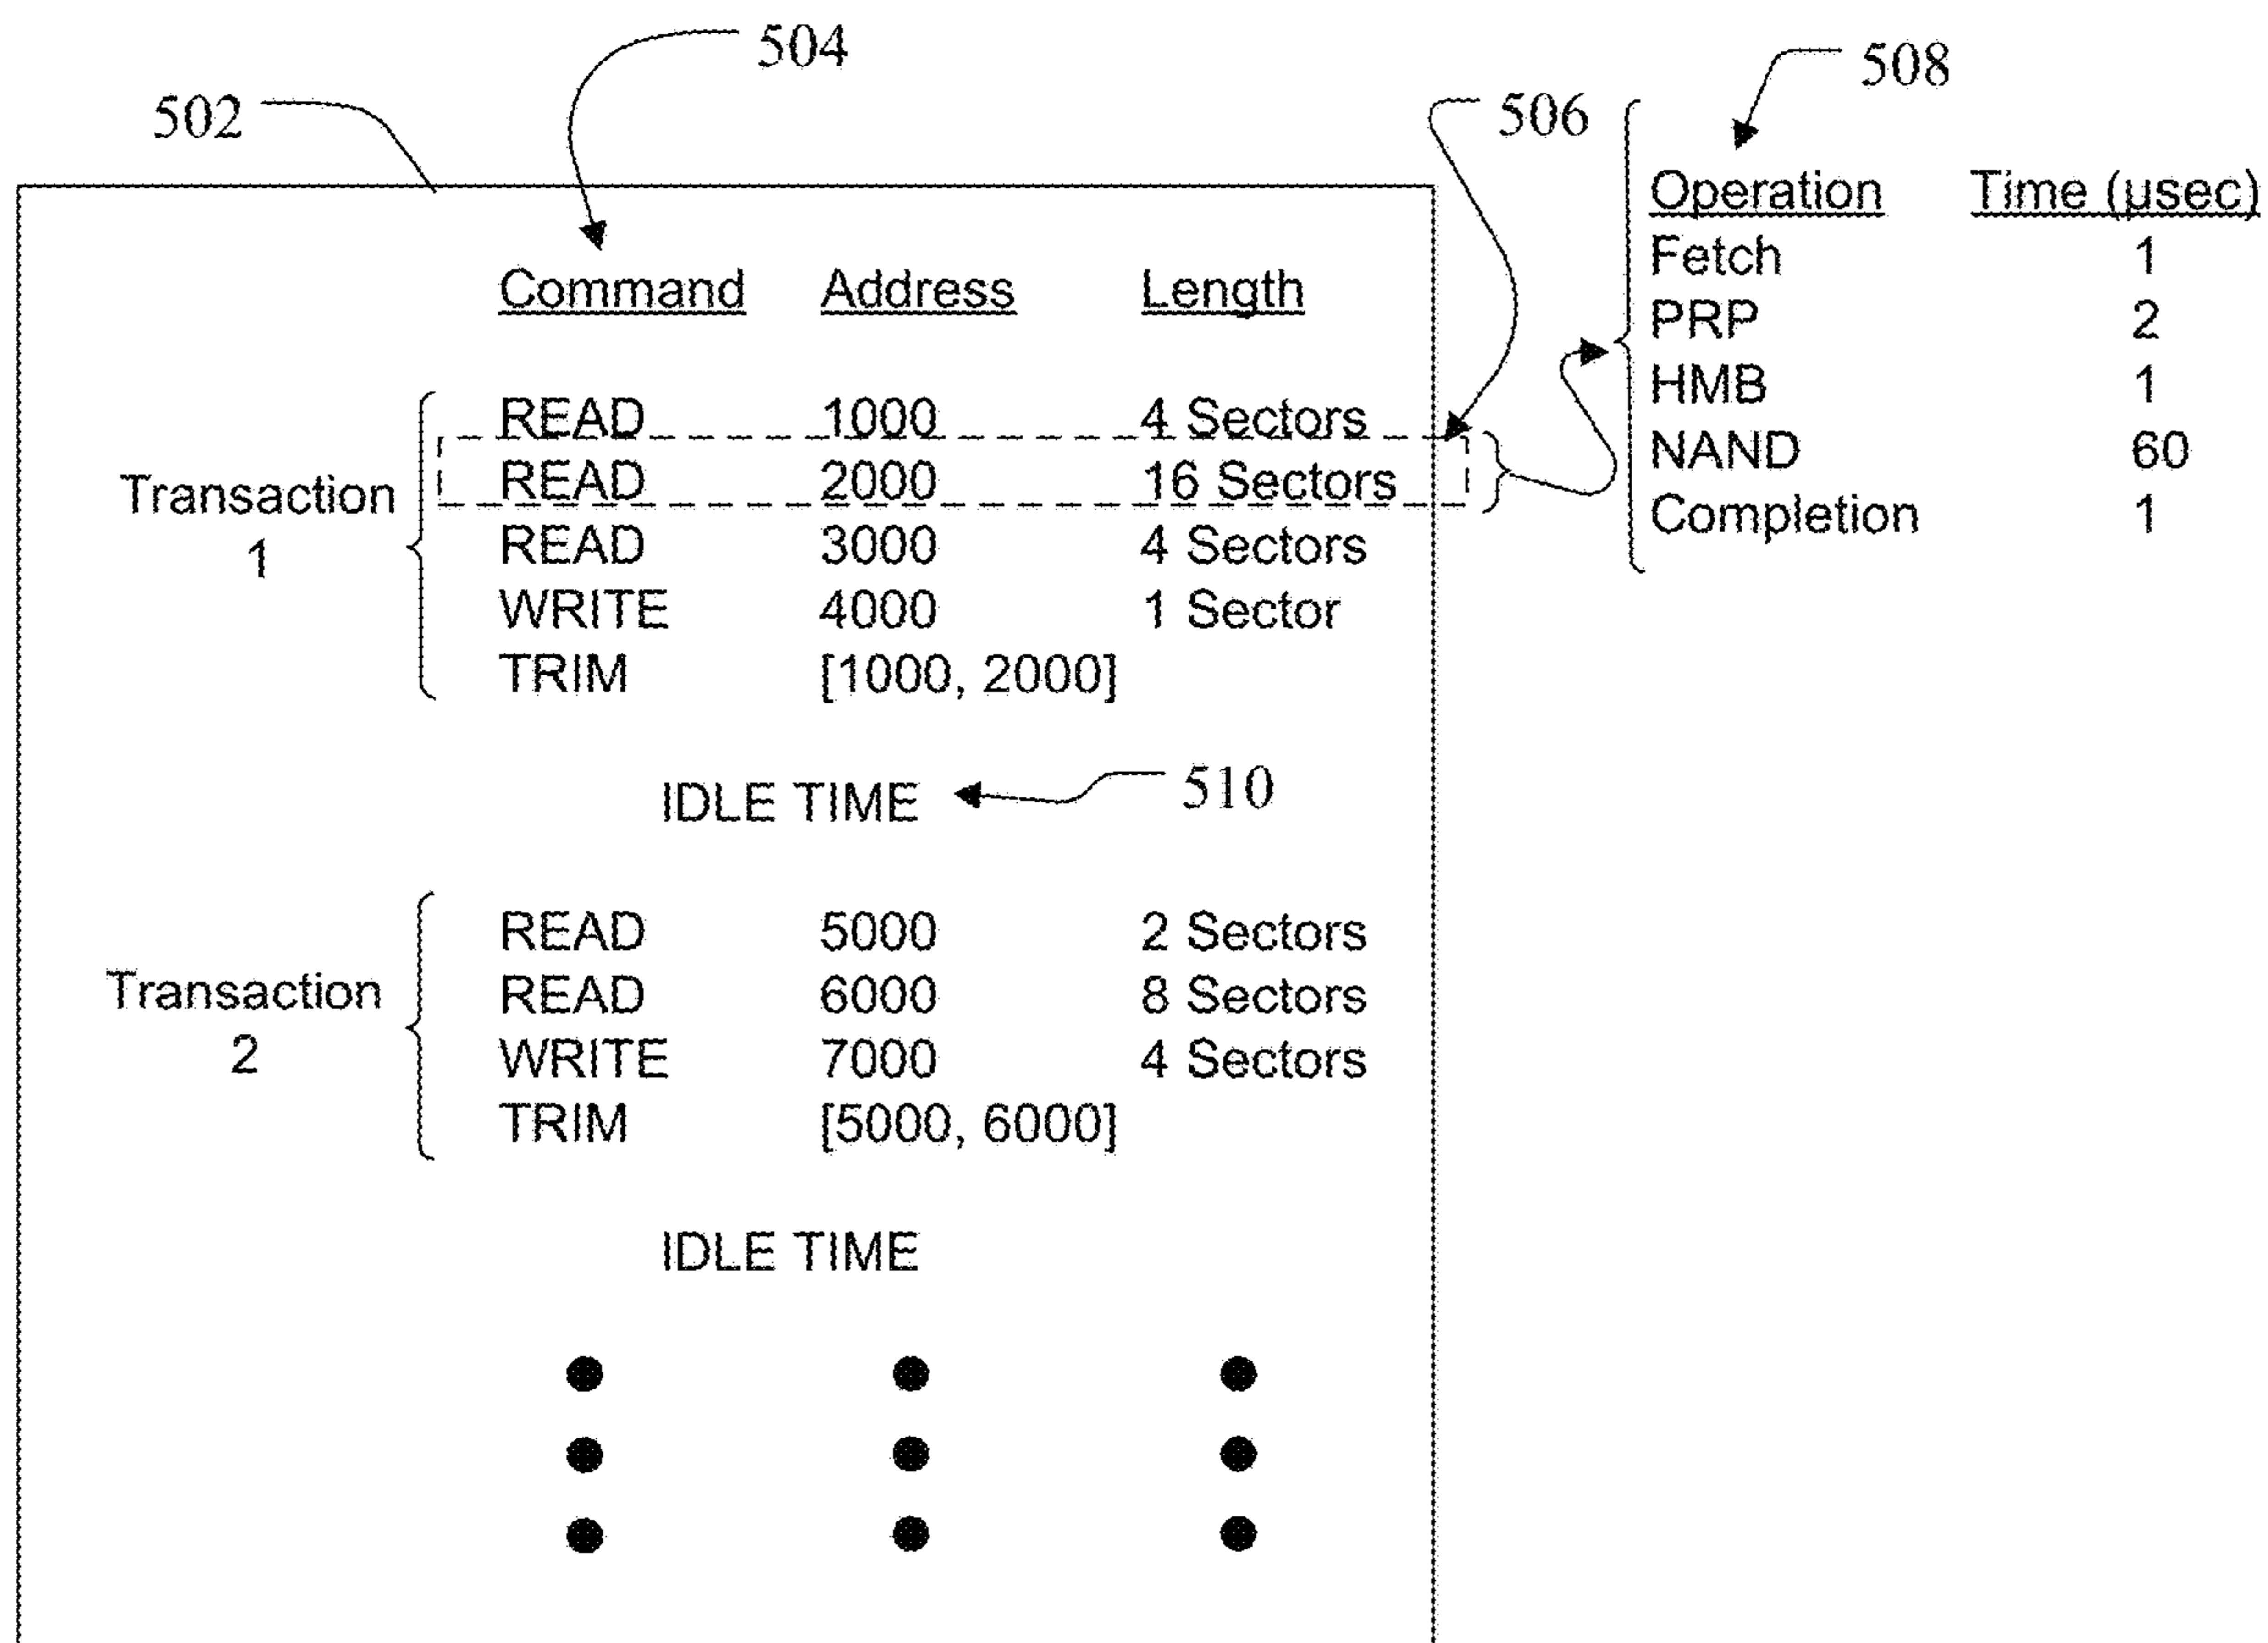 504
508
502
506
Operation Time (μsec)
Fetch 1
PRP 2
HMB 1
NAND 60
Completion 1
Command Address Length
Transaction
1
READ 1000 4 Sectors
READ 2000 16 Sectors
READ 3000 4 Sectors
WRITE 4000 1 Sector
TRIM [1000, 2000]
IDLE TIME 510
Transaction
2
READ 5000 2 Sectors
READ 6000 8 Sectors
WRITE 7000 4 Sectors
TRIM [5000, 6000]
IDLE TIME